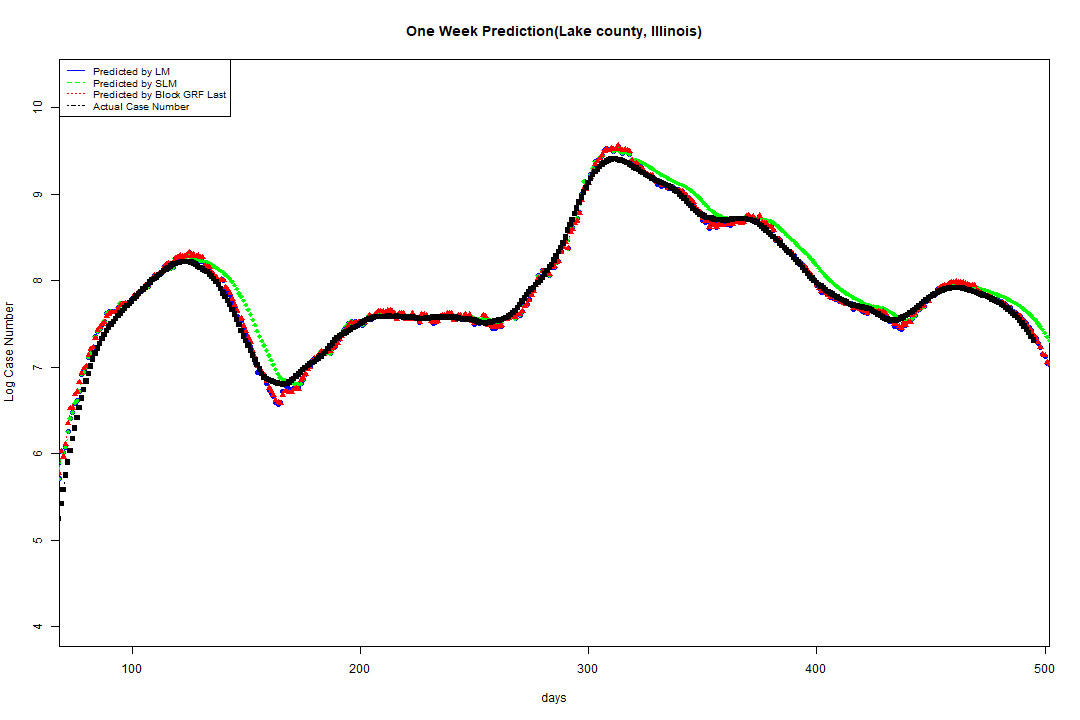 One Week Prediction(Lake county, Illinois)
Predicted by LM
Predicted by SLM
Predicted by Block GRF Last
Actual Case Number
10
9
8
7
6
5
4
Log Case Number
100 200 300 400 500
days